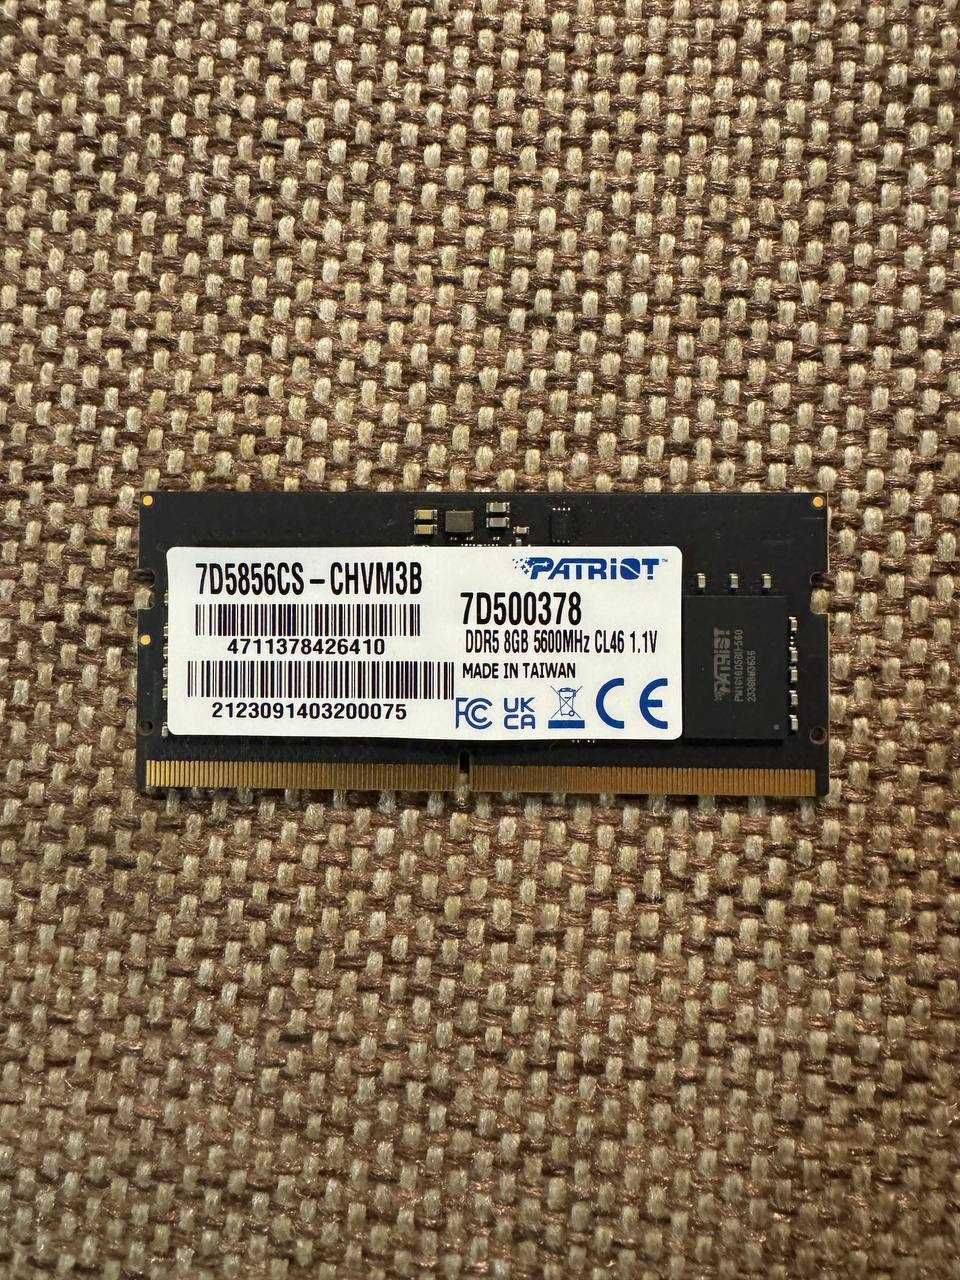 7D5856CS-CHVM3B
4711378426410
2123091403200075
PATRiOT™
7D500378
DDR5 8GB 5600MHz CL46 1.1V
MADE IN TAIWAN
FC
UK
CA
CE
PATRiOT